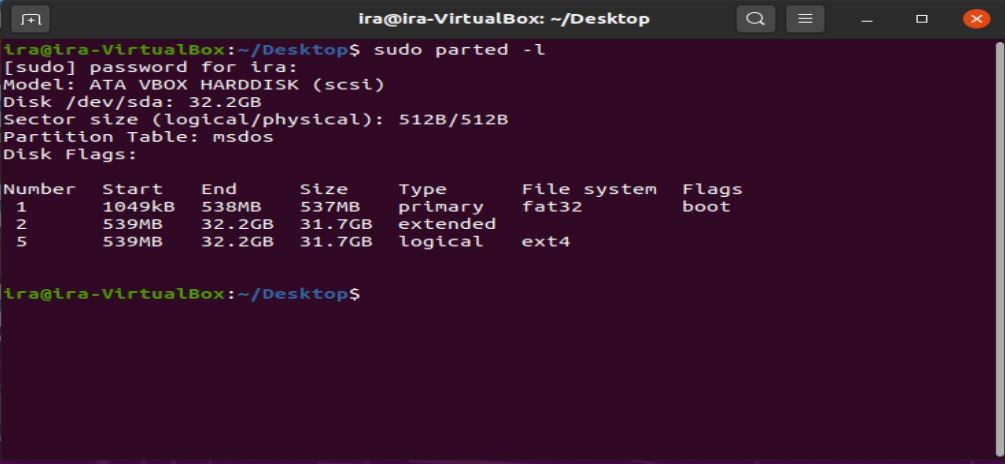 ira@ira-VirtualBox: ~/Desktop
ira@ira-VirtualBox:~/Desktop$ sudo parted -l
[sudo] password for ira:
Model: ATA VBOX HARDDISK (scsi)
Disk /dev/sda: 32.2GB
Sector size (logical/physical): 512B/512B
Partition Table: msdos
Disk Flags:
Number  Start   End     Size    Type      File system  Flags
 1      1049kB  538MB   537MB   primary   fat32        boot
 2      539MB   32.2GB  31.7GB  extended
 5      539MB   32.2GB  31.7GB  logical   ext4
ira@ira-VirtualBox:~/Desktop$